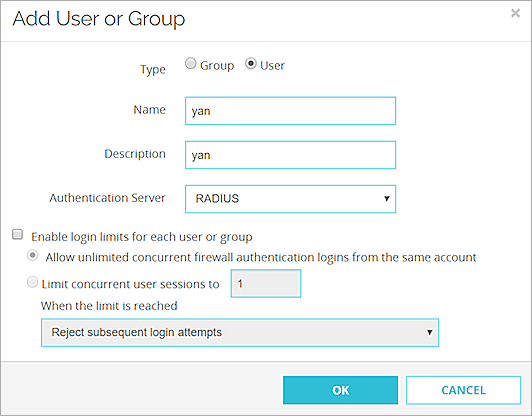 Add User or Group
Type Group User
Name yan
Description yan
Authentication Server RADIUS
Enable login limits for each user or group
Allow unlimited concurrent firewall authentication logins from the same account
Limit concurrent user sessions to 1
When the limit is reached
Reject subsequent login attempts
OK CANCEL